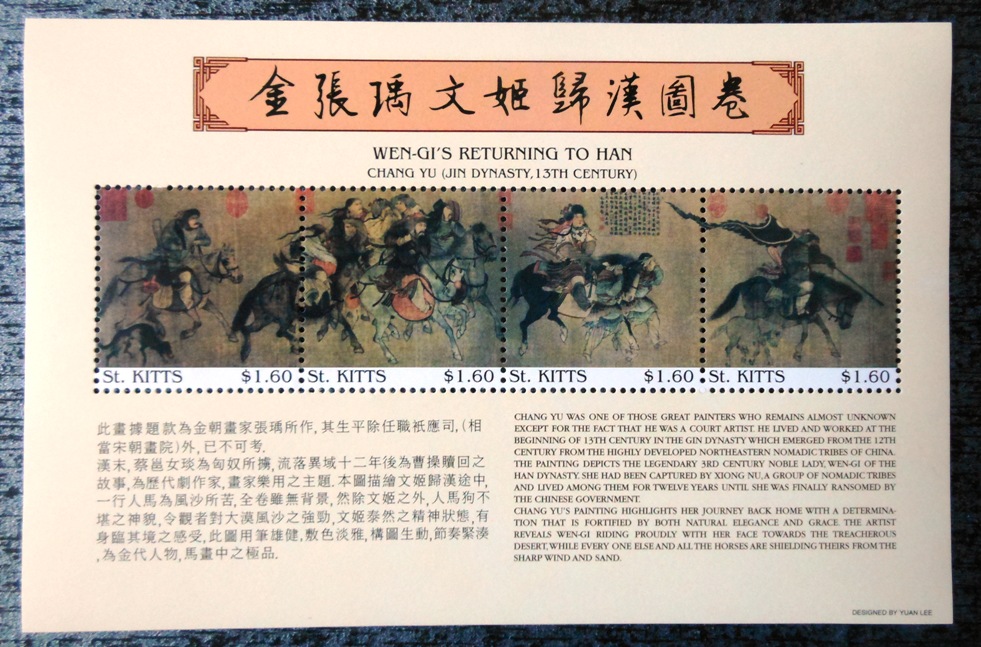 金張瑀文姬歸漢圖卷
WEN-GI'S RETURNING TO HAN
CHANG YU (JIN DYNASTY, 13TH CENTURY)
St. KITTS $1.60 St. KITTS $1.60 St. KITTS $1.60 St. KITTS $1.60
此畫據題款為金朝畫家張瑀所作,其生平除任職祇應司,(相
當宋朝畫院)外,已不可考.
漢末,蔡邕女琰為匈奴所擄,流落異域十二年後為曹操贖回之
故事,為歷代劇作家,畫家樂用之主題.本圖描繪文姬歸漢途中,
一行人馬為風沙所苦,全卷雖無背景,然除文姬之外,人馬狗不
堪之神貌,令觀者對大漠風沙之強勁,文姬泰然之精神狀態,有
身臨其境之感受,此圖用筆雄健,敷色淡雅,構圖生動,節奏緊湊
,為金代人物,馬畫中之極品.
CHANG YU WAS ONE OF THOSE GREAT PAINTERS WHO REMAINS ALMOST UNKNOWN
EXCEPT FOR THE FACT THAT HE WAS A COURT ARTIST. HE LIVED AND WORKED AT THE
BEGINNING OF 13TH CENTURY IN THE GIN DYNASTY WHICH EMERGED FROM THE 12TH
CENTURY FROM THE HIGHLY DEVELOPED NORTHEASTERN NOMADIC TRIBES OF CHINA.
THE PAINTING DEPICTS THE LEGENDARY 3RD CENTURY NOBLE LADY, WEN-GI OF THE
HAN DYNASTY. SHE HAD BEEN CAPTURED BY XIONG NU, A GROUP OF NOMADIC TRIBES
AND LIVED AMONG THEM FOR TWELVE YEARS UNTIL SHE WAS FINALLY RANSOMED BY
THE CHINESE GOVERNMENT.
CHANG YU'S PAINTING HIGHLIGHTS HER JOURNEY BACK HOME WITH A DETERMINA-
TION THAT IS FORTIFIED BY BOTH NATURAL ELEGANCE AND GRACE. THE ARTIST
REVEALS WEN-GI RIDING PROUDLY WITH HER FACE TOWARDS THE TREACHEROUS
DESERT, WHILE EVERY ONE ELSE AND ALL THE HORSES ARE SHIELDING THEIRS FROM THE
SHARP WIND AND SAND.
DESIGNED BY YUAN LEE